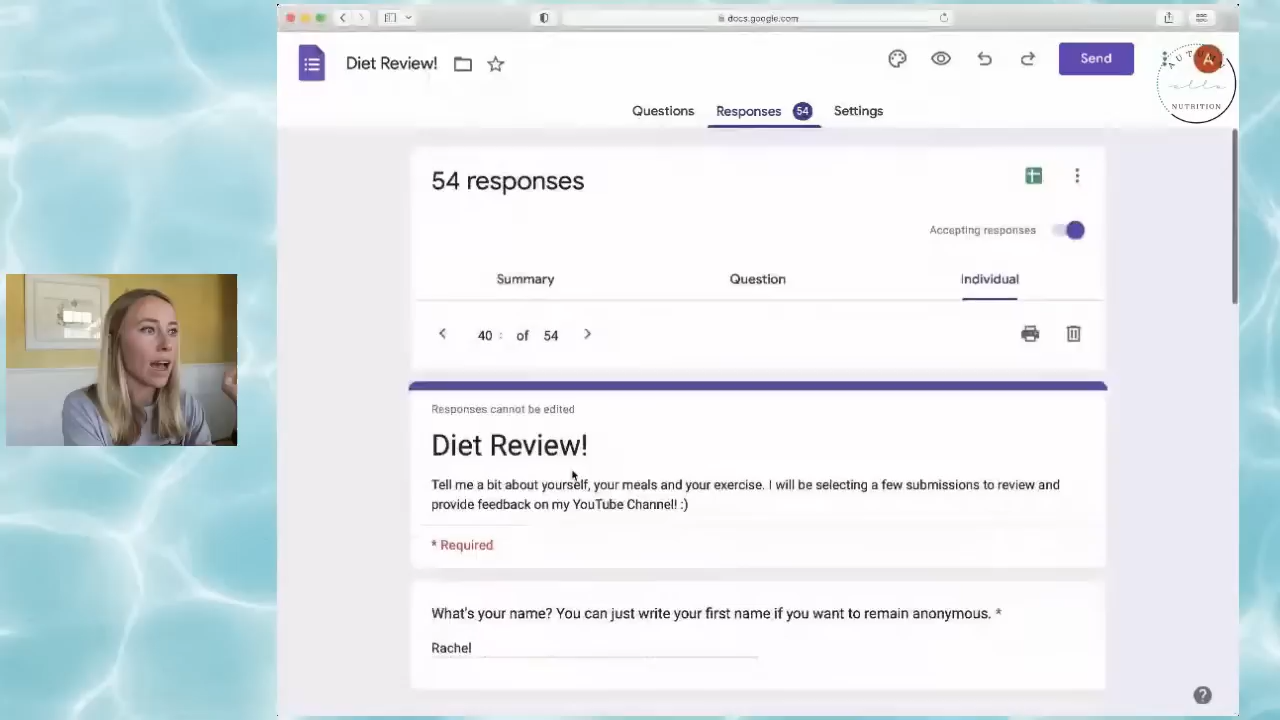 docs.google.com
Diet Review!
Send
A
AUTUMN
elle
NUTRITION
Questions
Responses 54
Settings
54 responses
Accepting responses
Summary
Question
Individual
40 of 54
Responses cannot be edited
Diet Review!
Tell me a bit about yourself, your meals and your exercise. I will be selecting a few submissions to review and
provide feedback on my YouTube Channel! :)
* Required
What's your name? You can just write your first name if you want to remain anonymous. *
Rachel